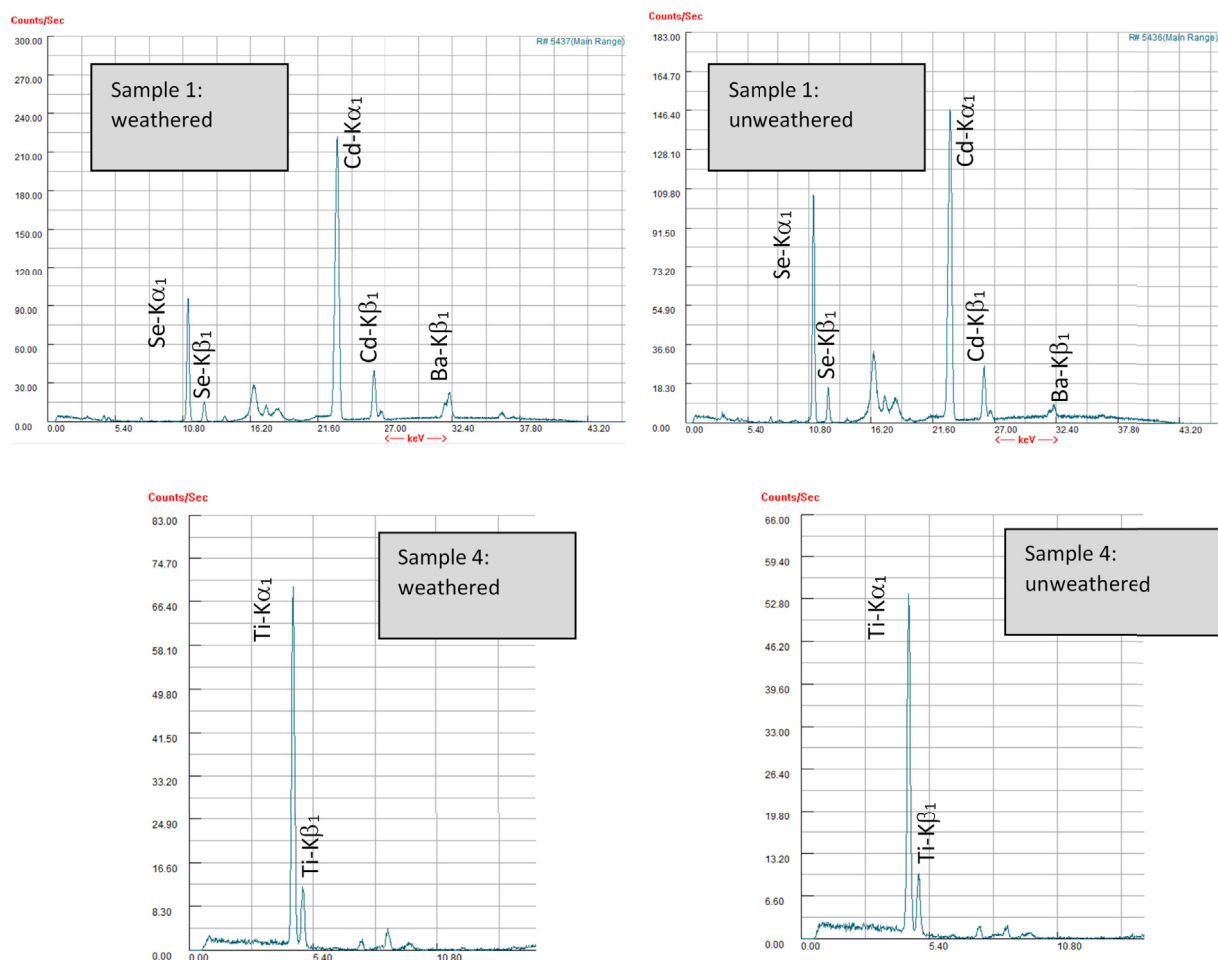 Counts/Sec
300.00
270.00
240.00
210.00
180.00
150.00
120.00
90.00
60.00
30.00
0.00
R# 5437(Main Range)
Sample 1:
weathered
Se-Kα1
Se-Kβ1
Cd-Kα1
Cd-Kβ1
Ba-Kβ1
0.00 5.40 10.80 16.20 21.60 27.00 32.40 37.80 43.20
<— keV —>
Counts/Sec
183.00
164.70
146.40
128.10
109.80
91.50
73.20
54.90
36.60
18.30
0.00
R# 5436(Main Range)
Sample 1:
unweathered
Se-Kα1
Se-Kβ1
Cd-Kα1
Cd-Kβ1
Ba-Kβ1
0.00 5.40 10.80 16.20 21.60 27.00 32.40 37.80 43.20
<— keV —>
Counts/Sec
83.00
74.70
66.40
58.10
49.80
41.50
33.20
24.90
16.60
8.30
0.00
Sample 4:
weathered
Ti-Kα1
Ti-Kβ1
0.00 5.40 10.80
Counts/Sec
66.00
59.40
52.80
46.20
39.60
33.00
26.40
19.80
13.20
6.60
0.00
Sample 4:
unweathered
Ti-Kα1
Ti-Kβ1
0.00 5.40 10.80